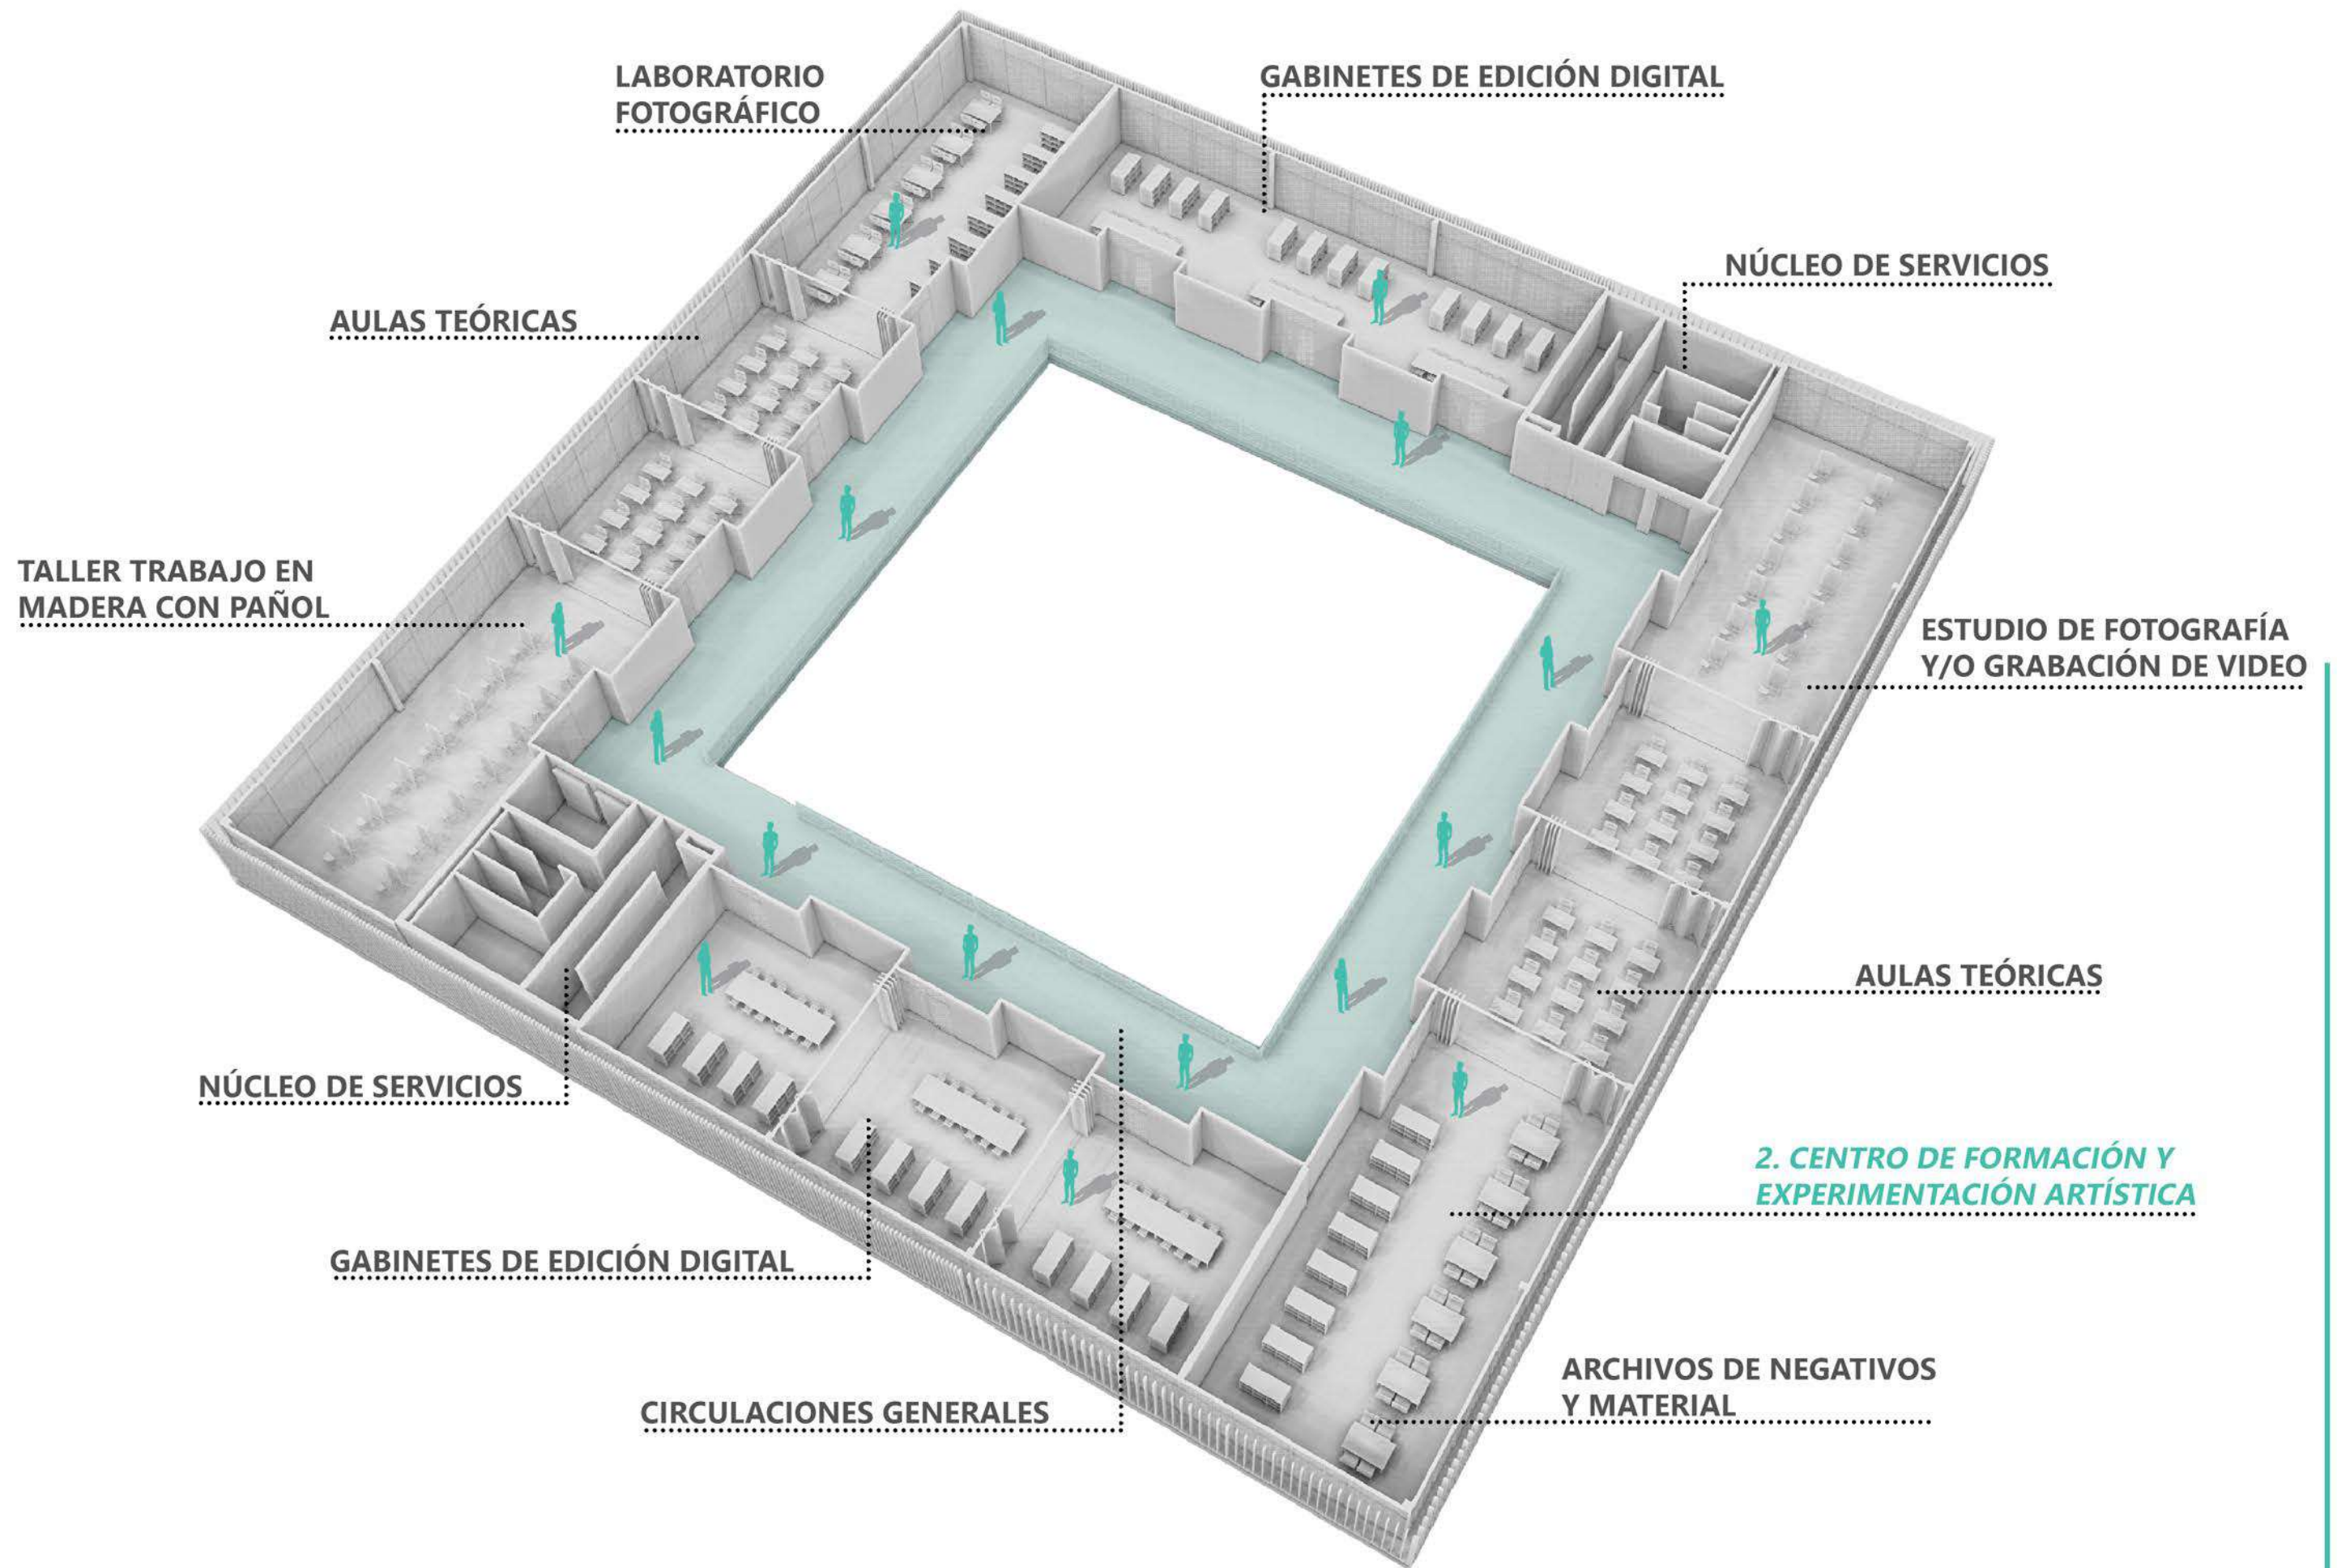 LABORATORIO
FOTOGRÁFICO
GABINETES DE EDICIÓN DIGITAL
NÚCLEO DE SERVICIOS
AULAS TEÓRICAS
TALLER TRABAJO EN
MADERA CON PAÑOL
ESTUDIO DE FOTOGRAFÍA
Y/O GRABACIÓN DE VIDEO
AULAS TEÓRICAS
NÚCLEO DE SERVICIOS
2. CENTRO DE FORMACIÓN Y
EXPERIMENTACIÓN ARTÍSTICA
GABINETES DE EDICIÓN DIGITAL
ARCHIVOS DE NEGATIVOS
Y MATERIAL
CIRCULACIONES GENERALES